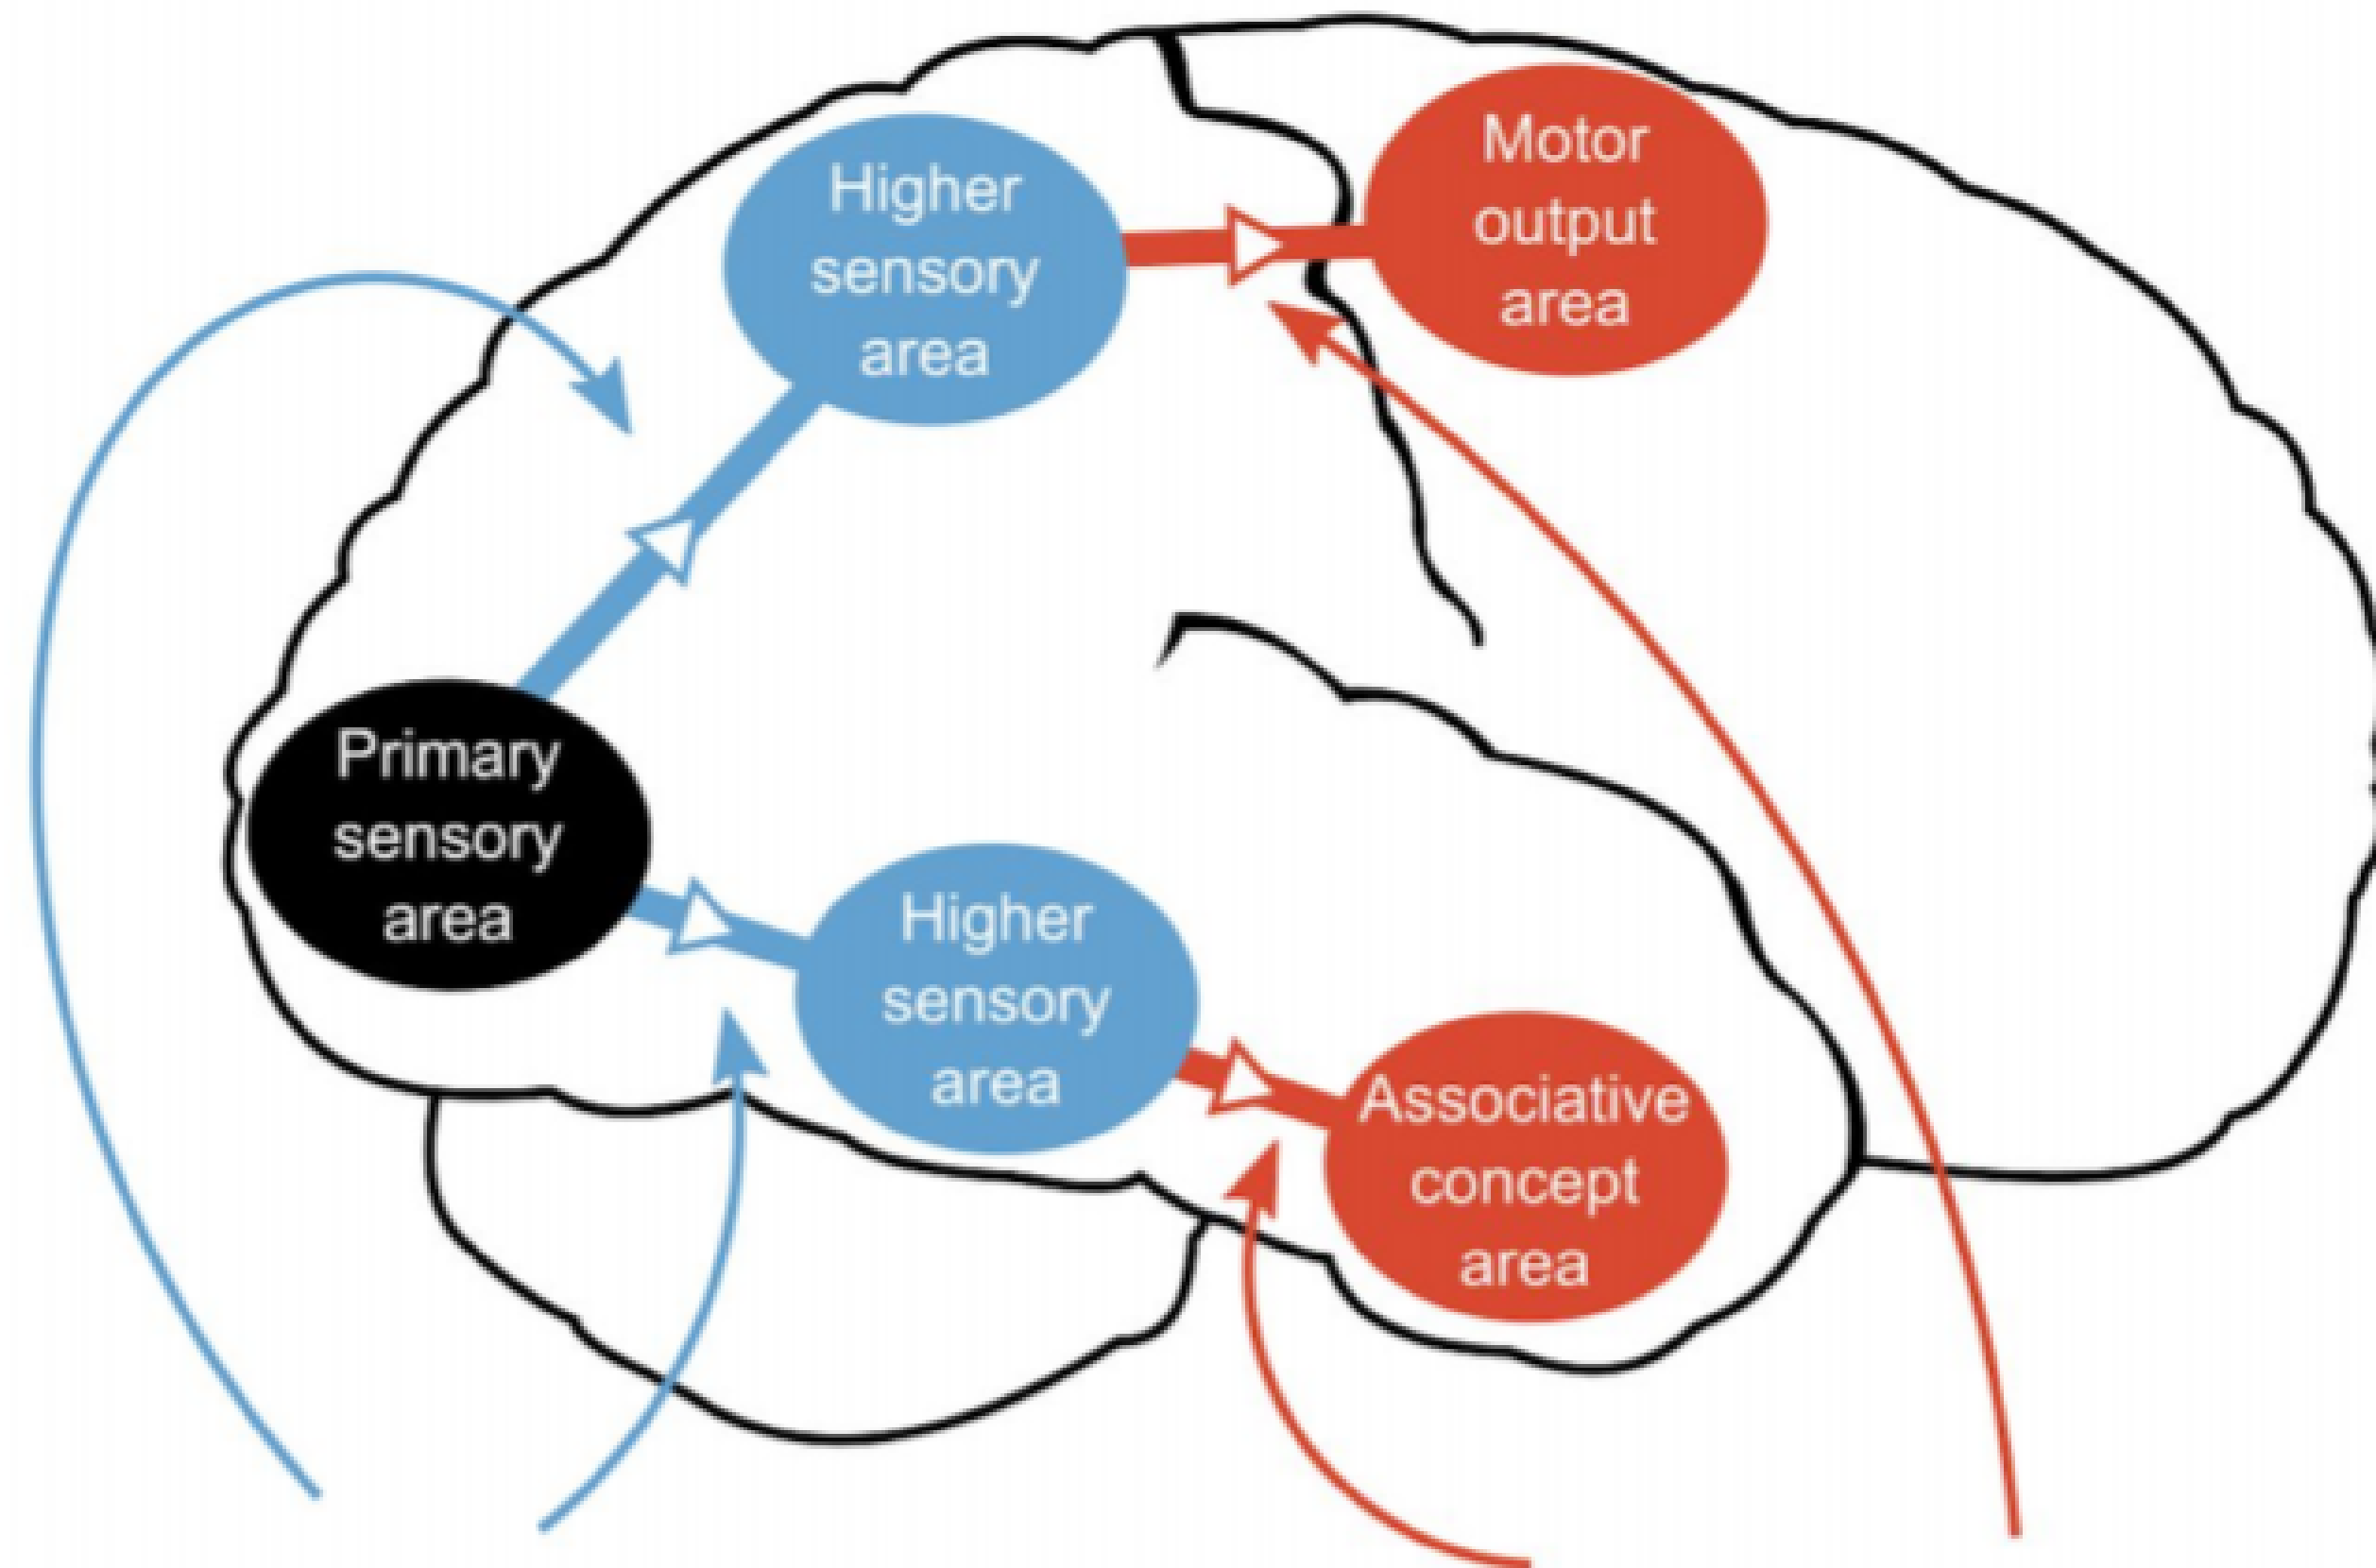 Higher
sensory
area
Motor
output
area
Primary
sensory
area
Higher
sensory
area
Associative
concept
area